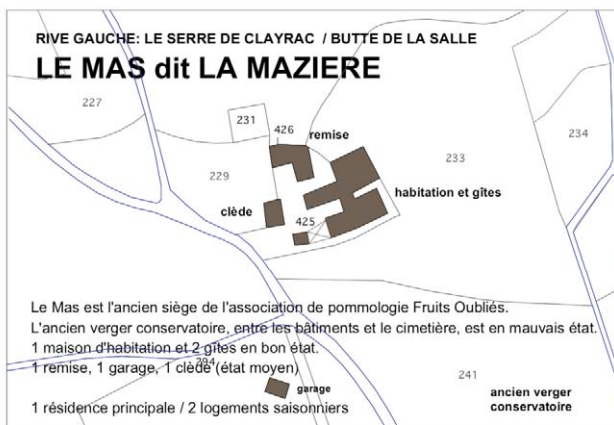 RIVE GAUCHE: LE SERRE DE CLAYRAC / BUTTE DE LA SALLE
LE MAS dit LA MAZIERE
227
231
426
remise
234
229
233
habitation et gîtes
clède
425
Le Mas est l'ancien siège de l'association de pommologie Fruits Oubliés.
L'ancien verger conservatoire, entre les bâtiments et le cimetière, est en mauvais état.
1 maison d'habitation et 2 gîtes en bon état.
1 remise, 1 garage, 1 clède (état moyen)
garage
241
ancien verger
conservatoire
1 résidence principale / 2 logements saisonniers